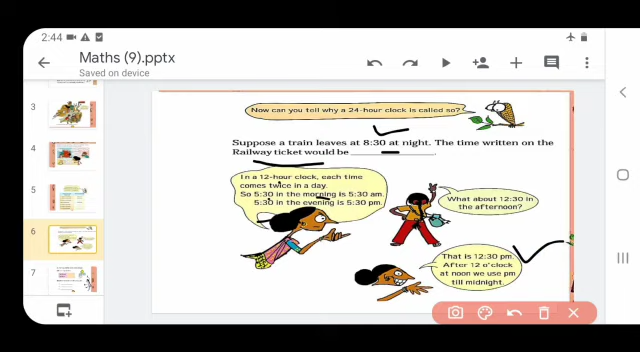 2:44
Maths (9).pptx
Saved on device
3
4
5
6
7
Now can you tell why a 24-hour clock is called so?
Suppose a train leaves at 8:30 at night. The time written on the
Railway ticket would be ______________.
In a 12-hour clock, each time
comes twice in a day.
So 5:30 in the morning is 5:30 am.
5:30 in the evening is 5:30 pm.
What about 12:30 in
the afternoon?
That is 12:30 pm.
After 12 o'clock
at noon we use pm
till midnight.